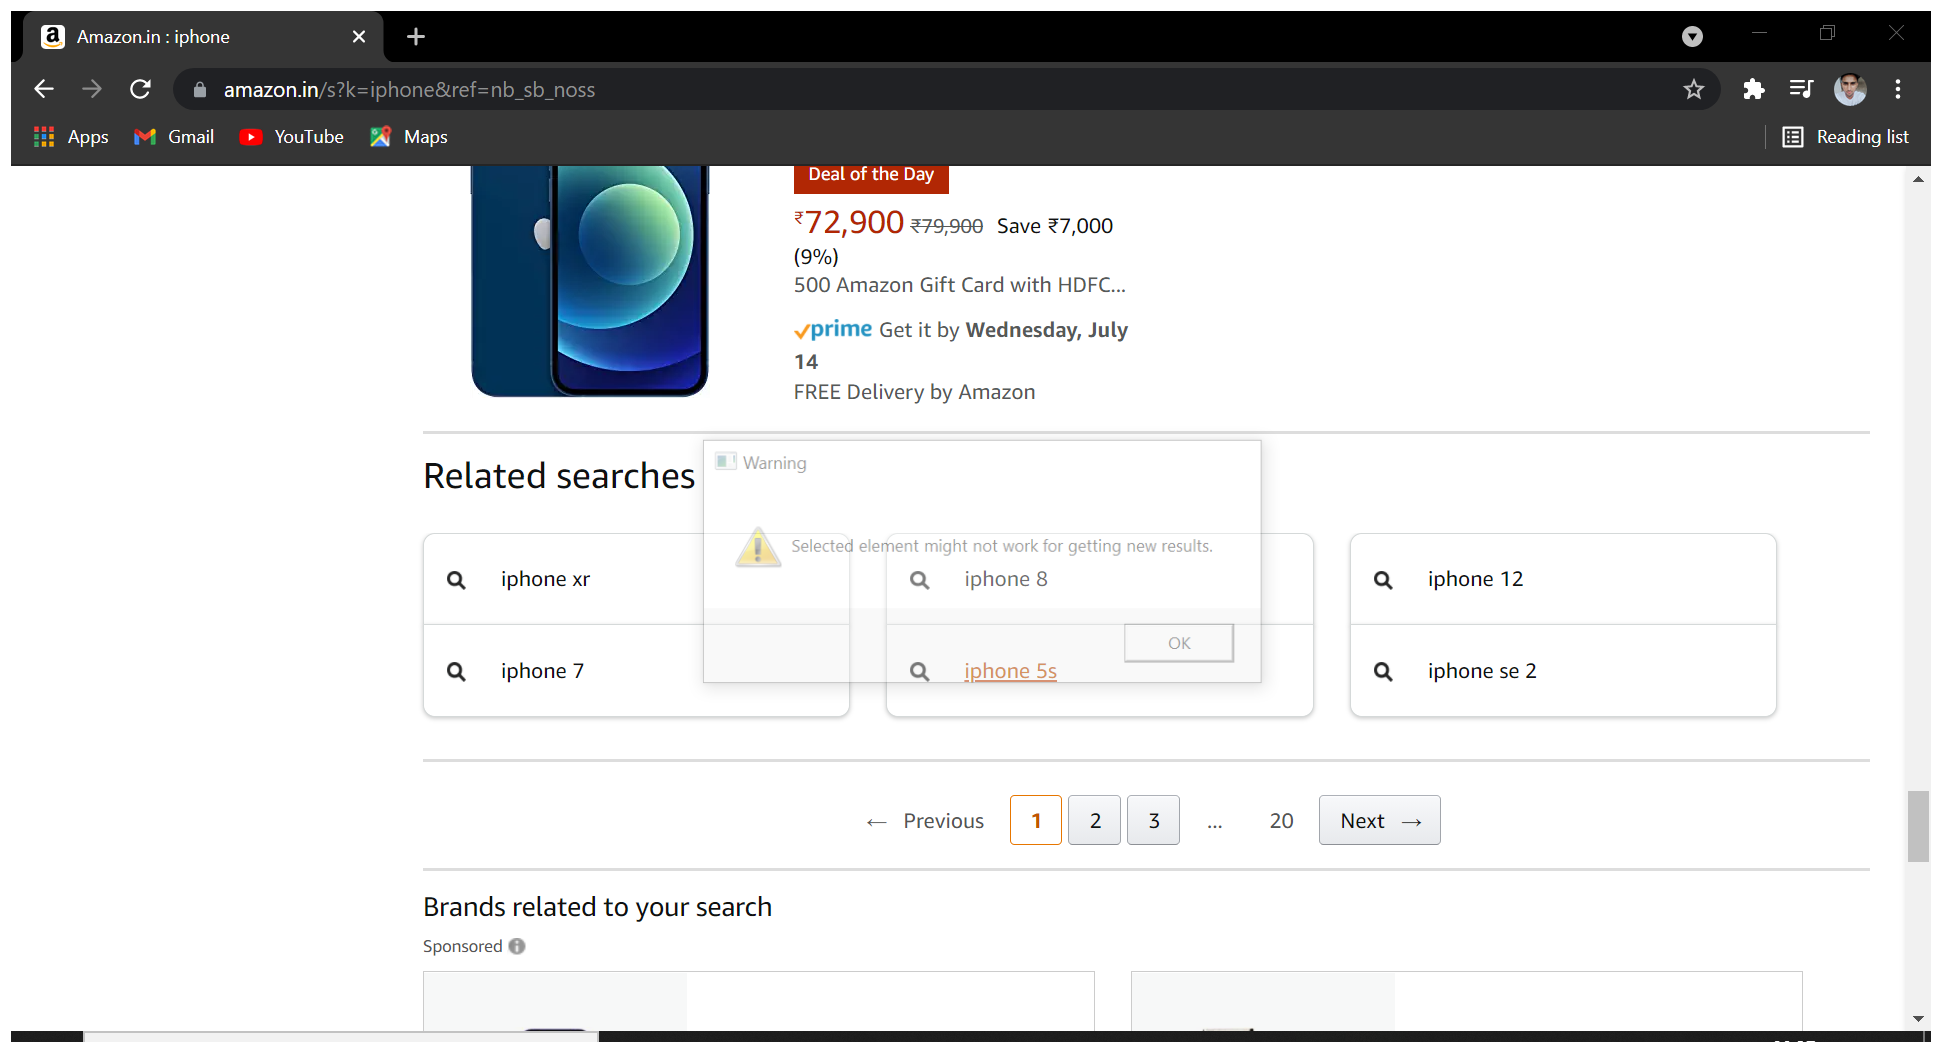 Amazon.in : iphone
amazon.in/s?k=iphone&ref=nb_sb_noss
Apps Gmail YouTube Maps Reading list
Deal of the Day
₹72,900 ₹79,900 Save ₹7,000
(9%)
500 Amazon Gift Card with HDFC...
prime Get it by Wednesday, July
14
FREE Delivery by Amazon
Related searches
Warning
Selected element might not work for getting new results.
OK
iphone xr
iphone 8
iphone 12
iphone 7
iphone 5s
iphone se 2
← Previous 1 2 3 ... 20 Next →
Brands related to your search
Sponsored